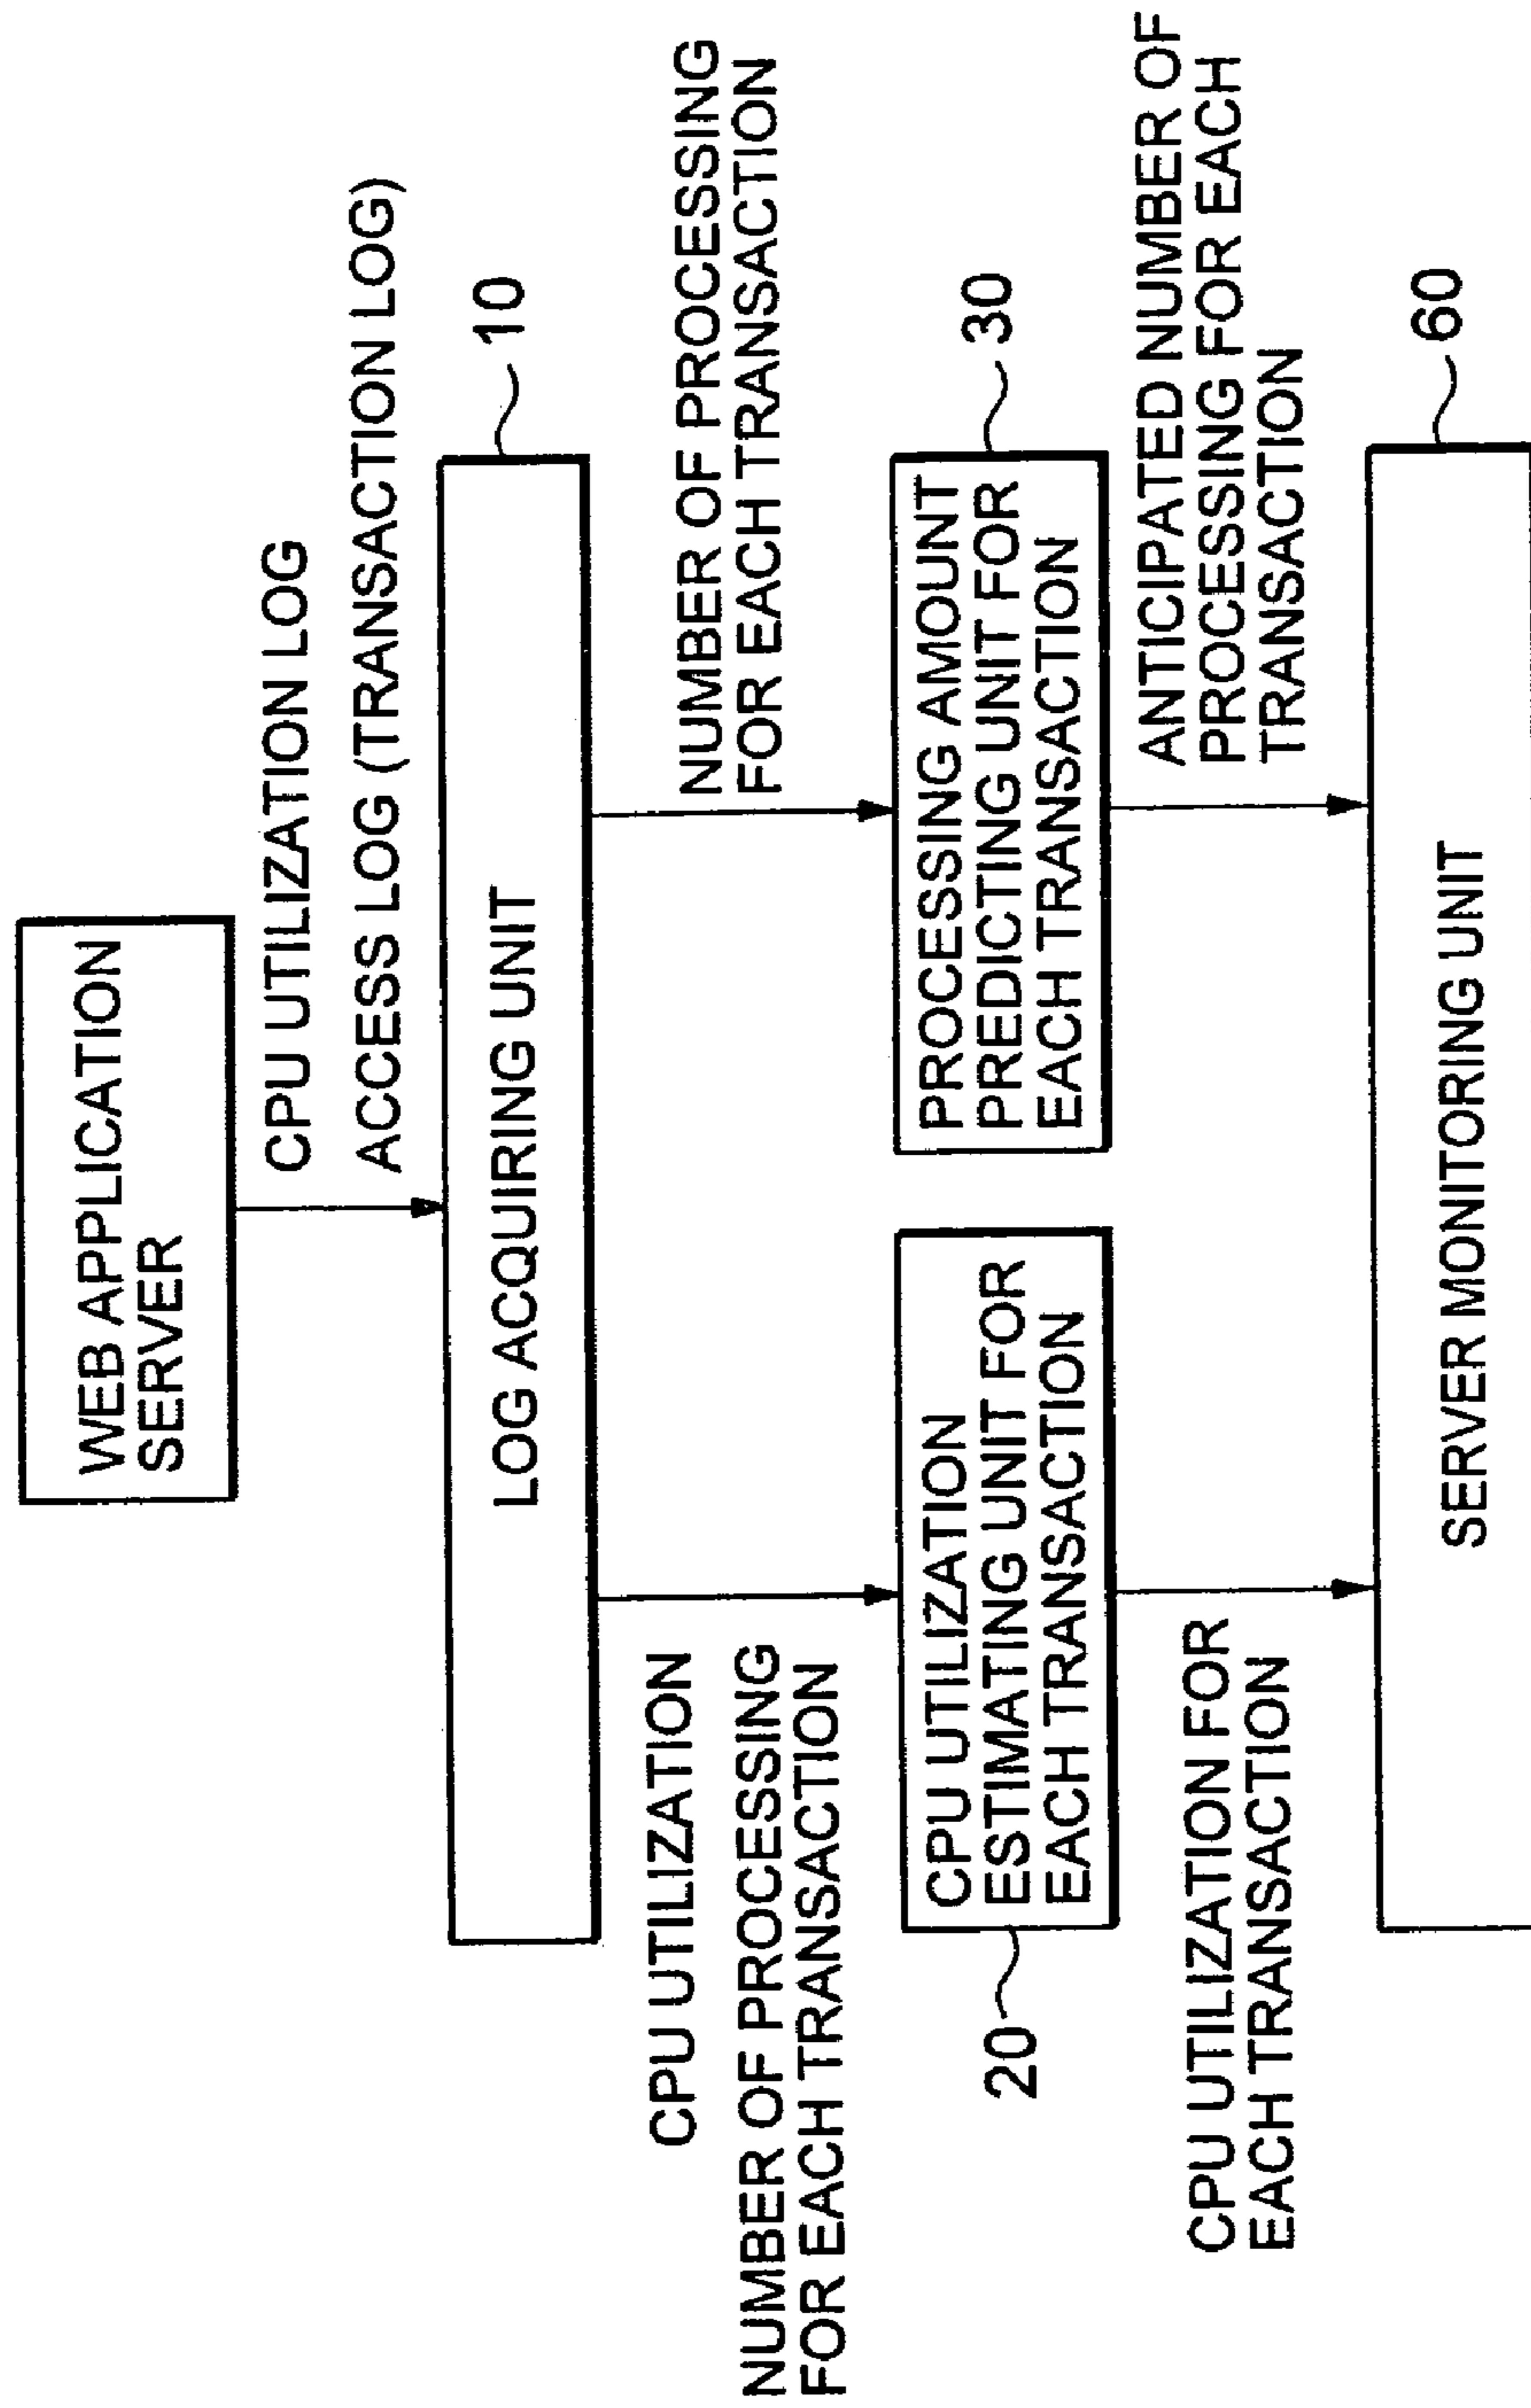 WEB APPLICATION
SERVER
CPU UTILIZATION LOG
ACCESS LOG (TRANSACTION LOG)
10
LOG ACQUIRING UNIT
CPU UTILIZATION
NUMBER OF PROCESSING
FOR EACH TRANSACTION
NUMBER OF PROCESSING
FOR EACH TRANSACTION
20
CPU UTILIZATION
ESTIMATING UNIT FOR
EACH TRANSACTION
30
PROCESSING AMOUNT
PREDICTING UNIT FOR
EACH TRANSACTION
CPU UTILIZATION FOR
EACH TRANSACTION
ANTICIPATED NUMBER OF
PROCESSING FOR EACH
TRANSACTION
60
SERVER MONITORING UNIT